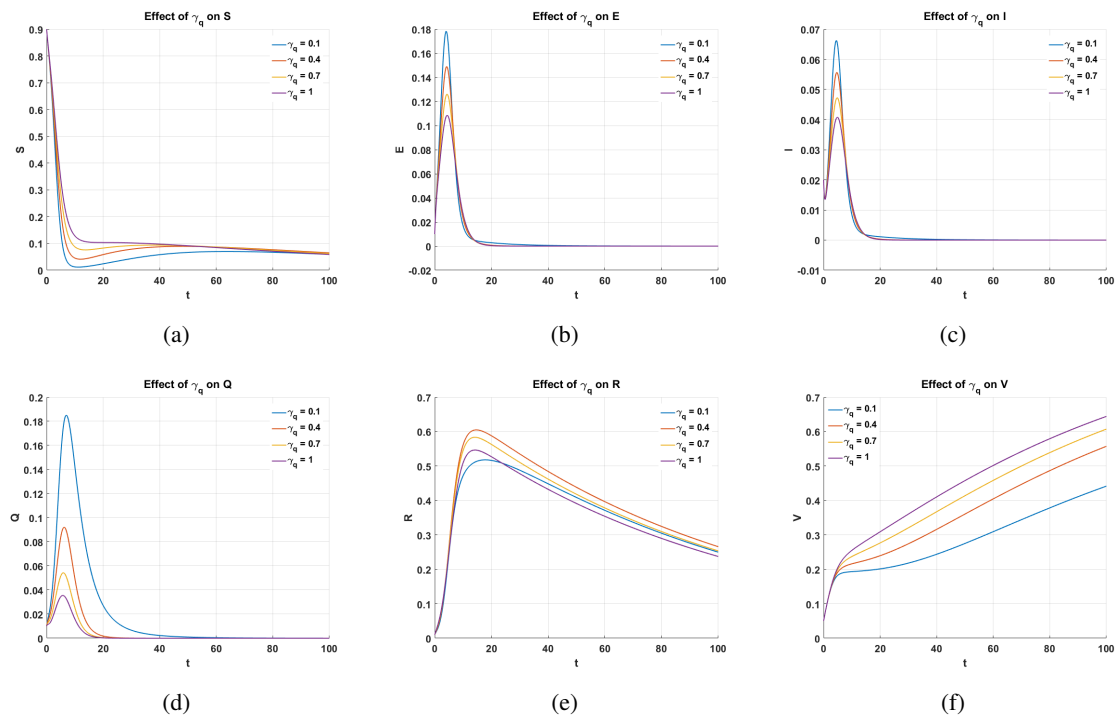 Effect of γq on S
0.9
0.8
0.7
0.6
0.5
0.4
0.3
0.2
0.1
0
S
0 20 40 60 80 100
t
γq = 0.1
γq = 0.4
γq = 0.7
γq = 1
(a)
Effect of γq on E
0.18
0.16
0.14
0.12
0.1
0.08
0.06
0.04
0.02
0
-0.02
E
0 20 40 60 80 100
t
γq = 0.1
γq = 0.4
γq = 0.7
γq = 1
(b)
Effect of γq on I
0.07
0.06
0.05
0.04
0.03
0.02
0.01
0
-0.01
I
0 20 40 60 80 100
t
γq = 0.1
γq = 0.4
γq = 0.7
γq = 1
(c)
Effect of γq on Q
0.2
0.18
0.16
0.14
0.12
0.1
0.08
0.06
0.04
0.02
0
Q
0 20 40 60 80 100
t
γq = 0.1
γq = 0.4
γq = 0.7
γq = 1
(d)
Effect of γq on R
0.7
0.6
0.5
0.4
0.3
0.2
0.1
0
R
0 20 40 60 80 100
t
γq = 0.1
γq = 0.4
γq = 0.7
γq = 1
(e)
Effect of γq on V
0.7
0.6
0.5
0.4
0.3
0.2
0.1
0
V
0 20 40 60 80 100
t
γq = 0.1
γq = 0.4
γq = 0.7
γq = 1
(f)